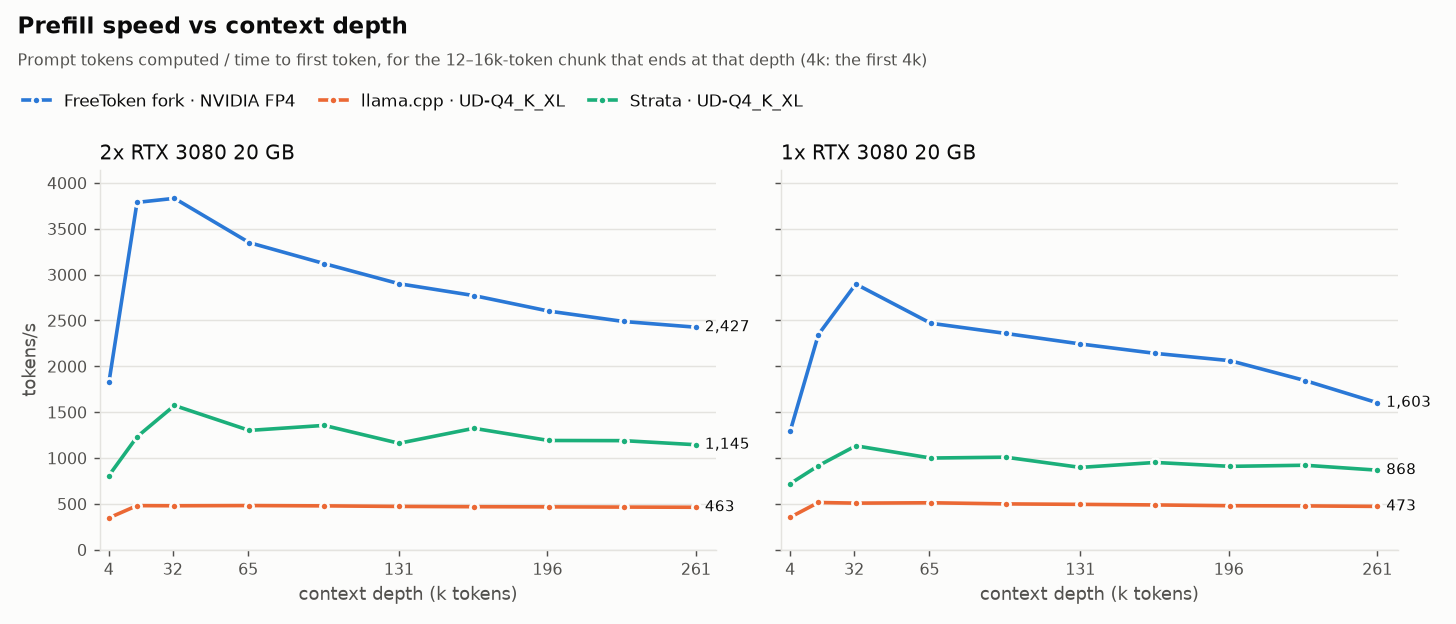 Prefill speed vs context depth
Prompt tokens computed / time to first token, for the 12–16k-token chunk that ends at that depth (4k: the first 4k)
FreeToken fork · NVIDIA FP4 llama.cpp · UD-Q4_K_XL Strata · UD-Q4_K_XL
2x RTX 3080 20 GB
4000
3500
3000
2500
2000
1500
1000
500
0
tokens/s
2,427
1,145
463
4 32 65 131 196 261
context depth (k tokens)
1x RTX 3080 20 GB
1,603
868
473
4 32 65 131 196 261
context depth (k tokens)